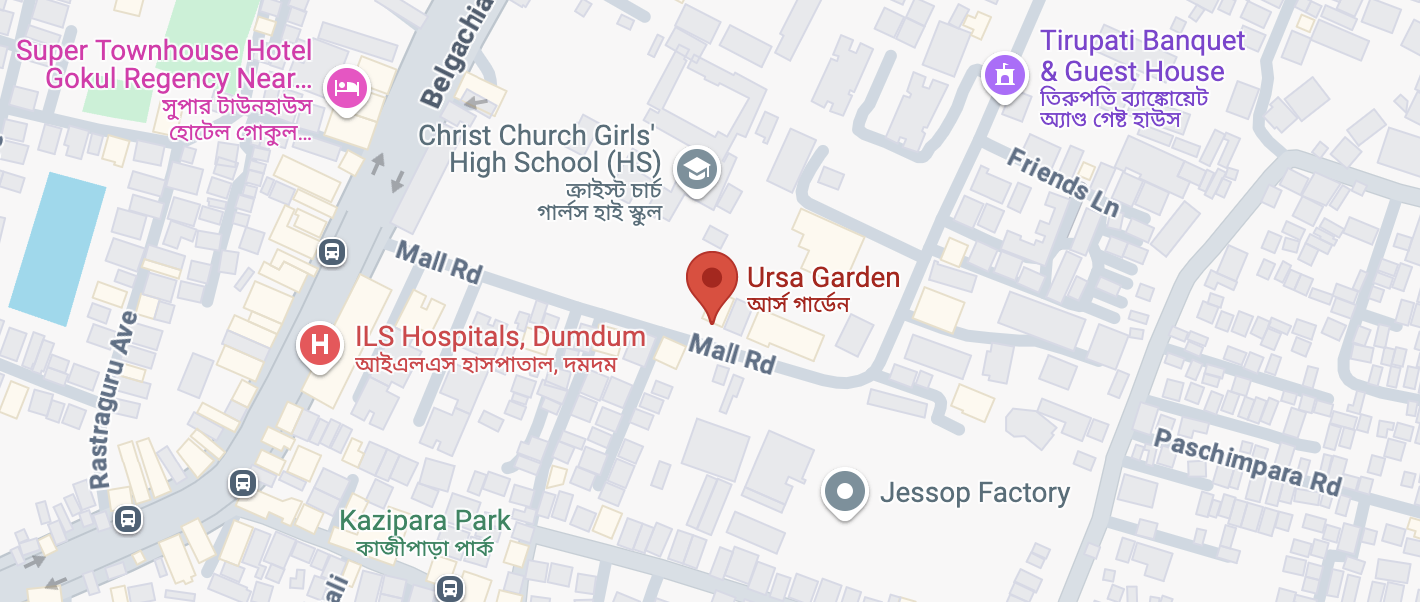 Super Townhouse Hotel
Gokul Regency Near...
সুপার টাউনহাউস
হোটেল গোকুল...
Belgachia
Tirupati Banquet
& Guest House
তিরুপতি ব্যাঙ্কোয়েট
অ্যাণ্ড গেষ্ট হাউস
Christ Church Girls'
High School (HS)
ক্রাইস্ট চার্চ
গার্লস হাই স্কুল
Friends Ln
Mall Rd
Ursa Garden
আর্স গার্ডেন
H
ILS Hospitals, Dumdum
আইএলএস হাসপাতাল, দমদম
Mall Rd
Rastraguru Ave
Paschimpara Rd
Jessop Factory
Kazipara Park
কাজীপাড়া পার্ক
ali